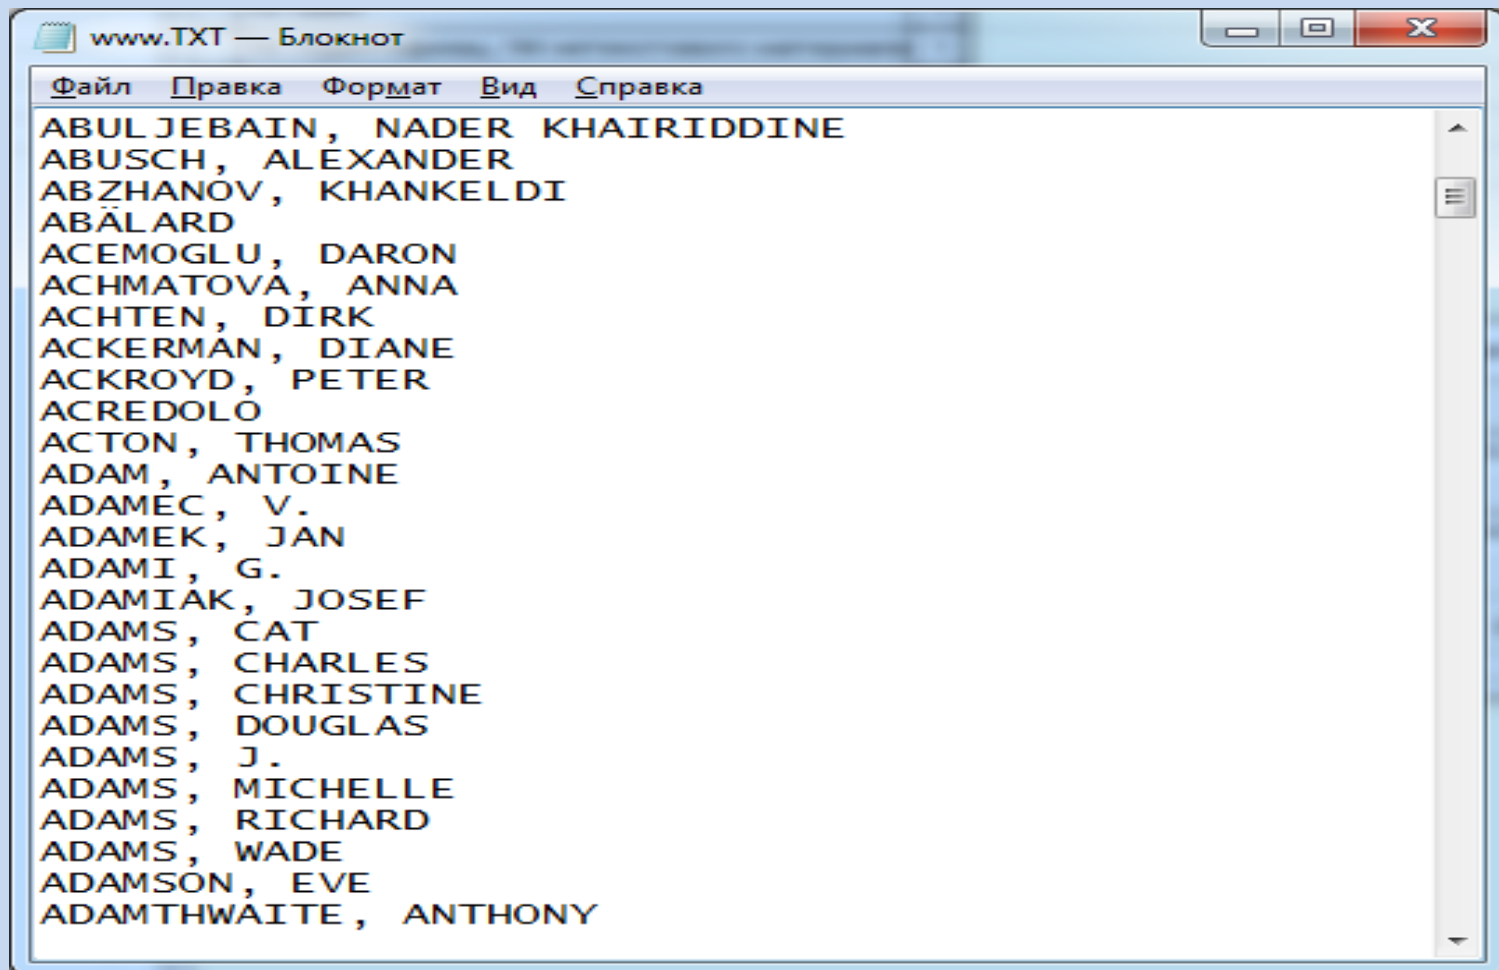 www.TXT — Блокнот
Файл Правка Формат Вид Справка
ABULJEBAIN, NADER KHAIRIDDINE
ABUSCH, ALEXANDER
ABZHANOV, KHANKELDI
ABÄLARD
ACEMOGLU, DARON
ACHMATOVA, ANNA
ACHTEN, DIRK
ACKERMAN, DIANE
ACKROYD, PETER
ACREDOLO
ACTON, THOMAS
ADAM, ANTOINE
ADAMEC, V.
ADAMEK, JAN
ADAMI, G.
ADAMIAK, JOSEF
ADAMS, CAT
ADAMS, CHARLES
ADAMS, CHRISTINE
ADAMS, DOUGLAS
ADAMS, J.
ADAMS, MICHELLE
ADAMS, RICHARD
ADAMS, WADE
ADAMSON, EVE
ADAMTHWAITE, ANTHONY